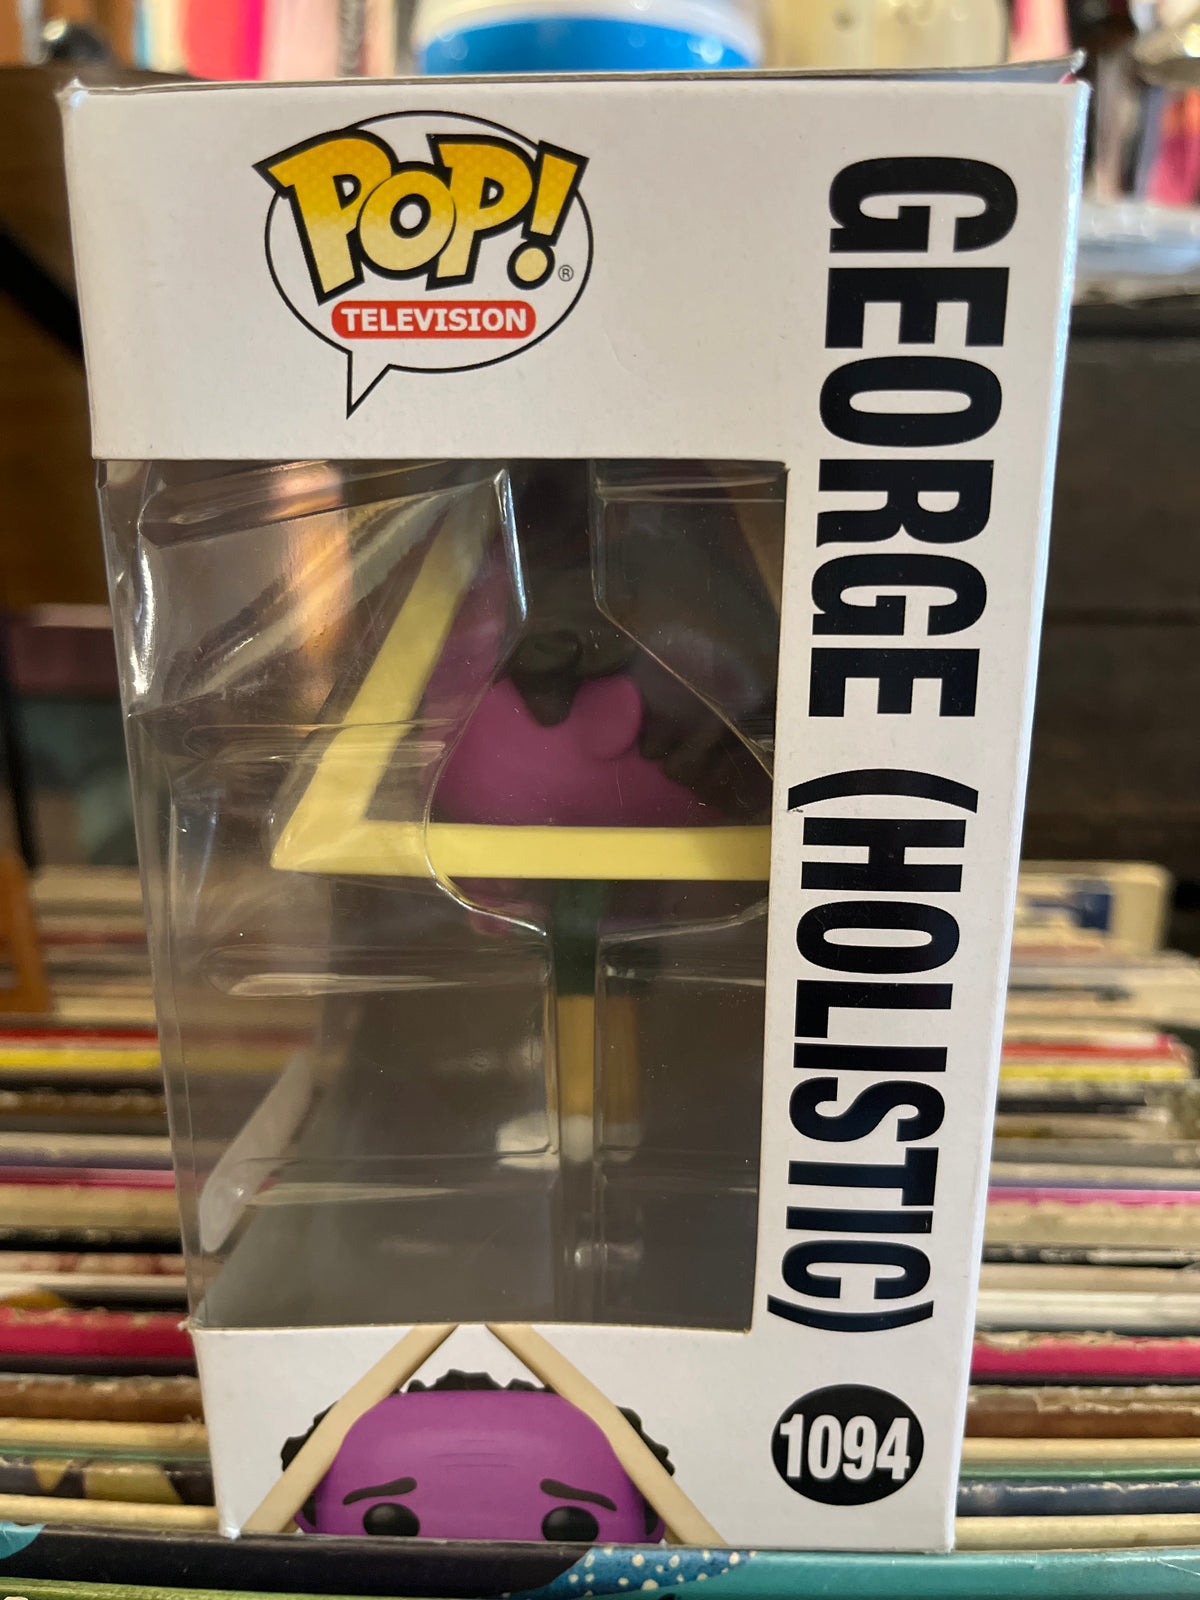 POP!®
TELEVISION
GEORGE (HOLISTIC)
1094